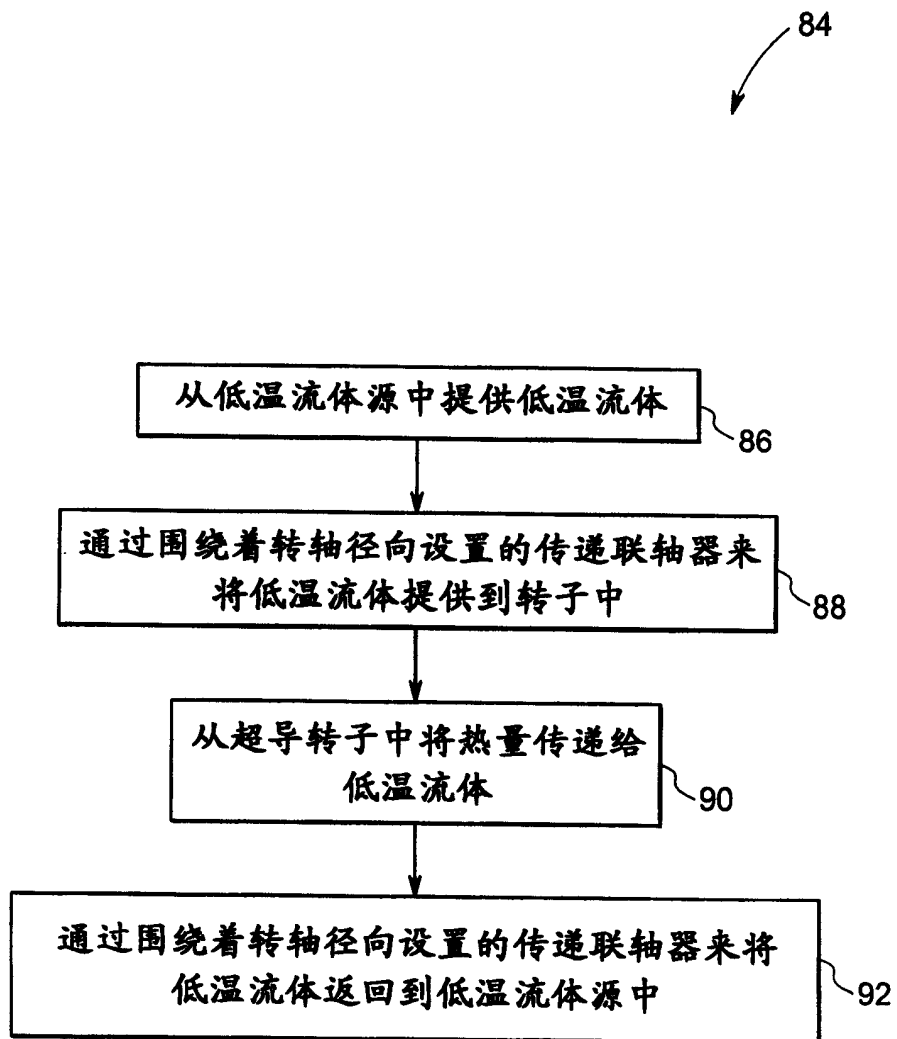 84
从低温流体源中提供低温流体
86
通过围绕着转轴径向设置的传递联轴器来
将低温流体提供到转子中
88
从超导转子中将热量传递给
低温流体
90
通过围绕着转轴径向设置的传递联轴器来将
低温流体返回到低温流体源中
92